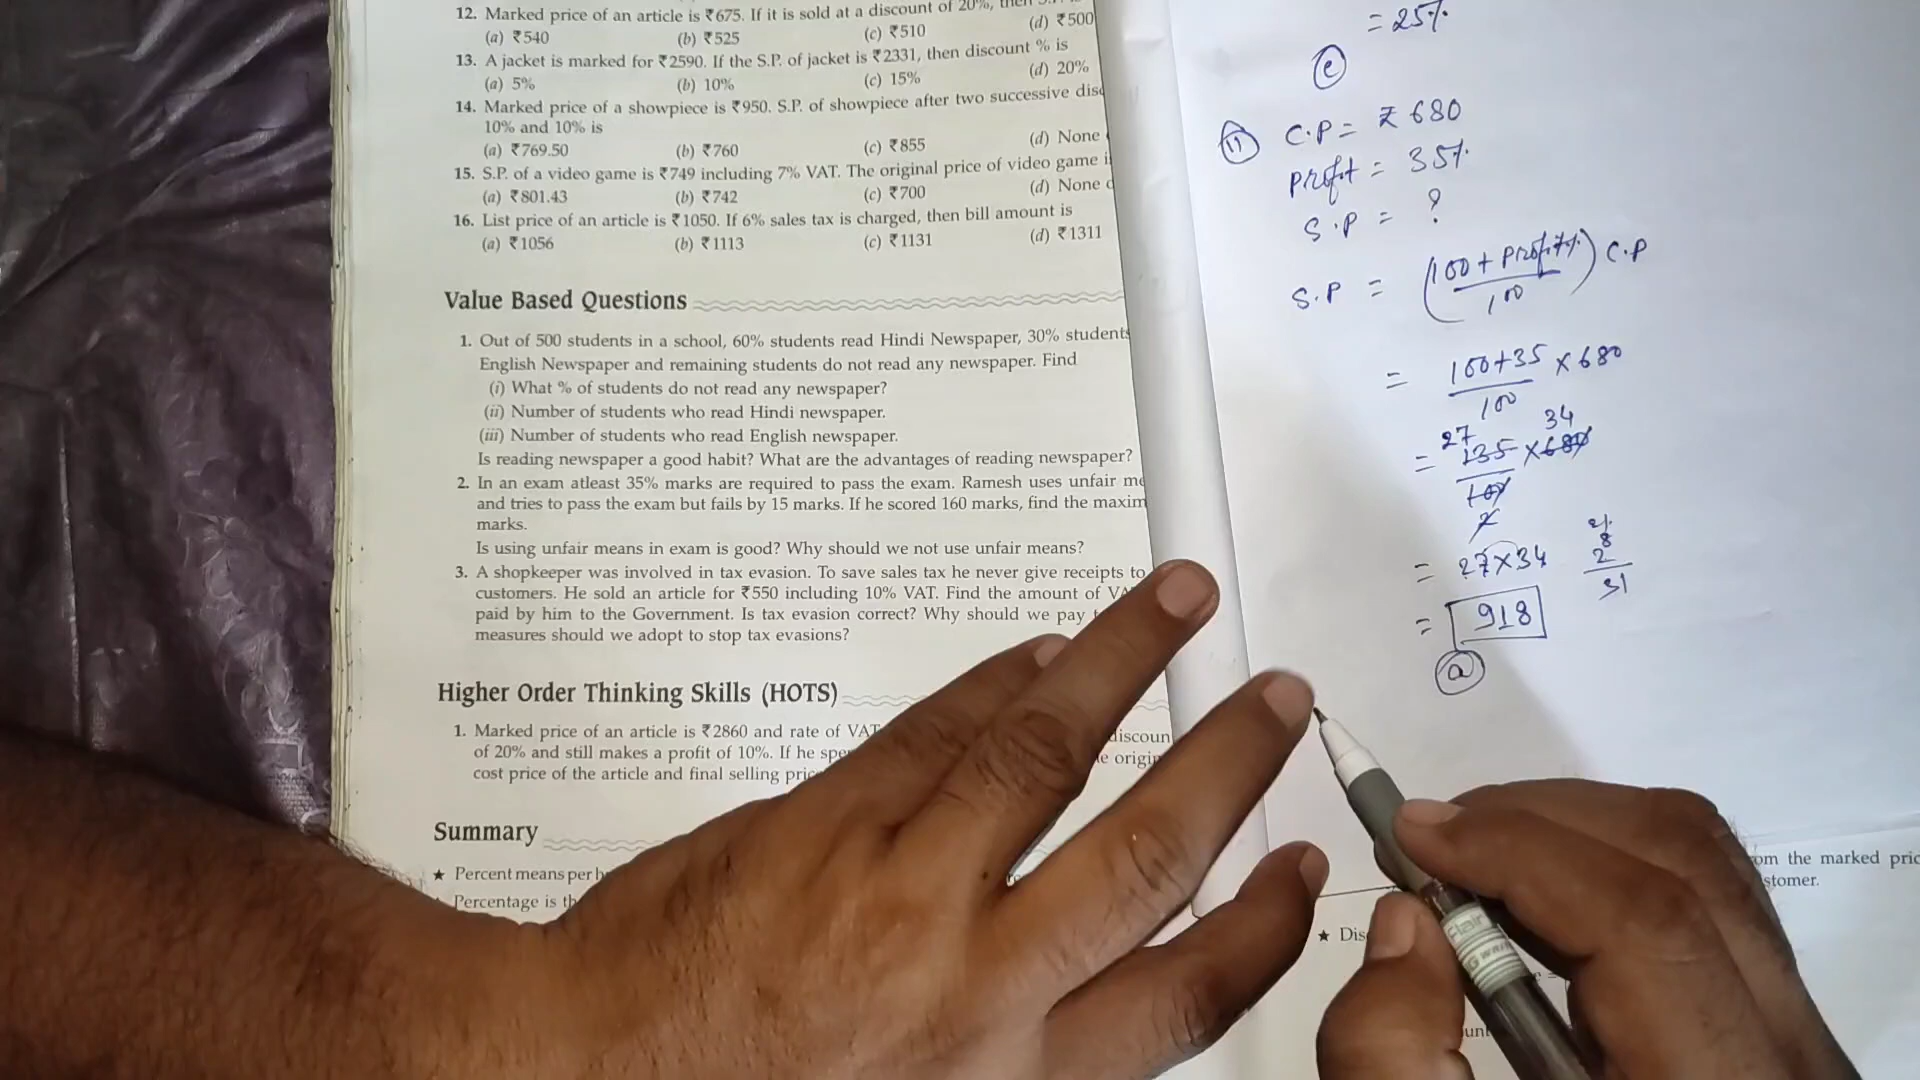 12. Marked price of an article is ₹675. If it is sold at a discount of 20%, then
(a) ₹540 (b) ₹525 (c) ₹510 (d) ₹500
13. A jacket is marked for ₹2590. If the S.P. of jacket is ₹2331, then discount % is
(a) 5% (b) 10% (c) 15% (d) 20%
14. Marked price of a showpiece is ₹950. S.P. of showpiece after two successive
10% and 10% is
(a) ₹769.50 (b) ₹760 (c) ₹855 (d) None
15. S.P. of a video game is ₹749 including 7% VAT. The original price of video game
(a) ₹801.43 (b) ₹742 (c) ₹700 (d) None
16. List price of an article is ₹1050. If 6% sales tax is charged, then bill amount is
(a) ₹1056 (b) ₹1113 (c) ₹1131 (d) ₹1311
Value Based Questions
1. Out of 500 students in a school, 60% students read Hindi Newspaper, 30% students
English Newspaper and remaining students do not read any newspaper. Find
(i) What % of students do not read any newspaper?
(ii) Number of students who read Hindi newspaper.
(iii) Number of students who read English newspaper.
Is reading newspaper a good habit? What are the advantages of reading newspaper?
2. In an exam atleast 35% marks are required to pass the exam. Ramesh uses unfair
and tries to pass the exam but fails by 15 marks. If he scored 160 marks, find the
marks.
Is using unfair means in exam is good? Why should we not use unfair means?
3. A shopkeeper was involved in tax evasion. To save sales tax he never give receipts to
customers. He sold an article for ₹550 including 10% VAT. Find the amount of
paid by him to the Government. Is tax evasion correct? Why should we pay
measures should we adopt to stop tax evasions?
Higher Order Thinking Skills (HOTS)
1. Marked price of an article is ₹2860 and rate of VAT
of 20% and still makes a profit of 10%. If he
cost price of the article and final selling
Summary
★ Percent means per
Percentage is
= 25%
(c)
11 C.P = ₹ 680
Profit = 35%
S.P = ?
S.P = (100 + Profit% / 100) C.P
= 100+35 / 100 × 680
= 135 / 100 × 680
27 34
2
= 27×34
= 918
(a)
2
8
2
31
the marked
★